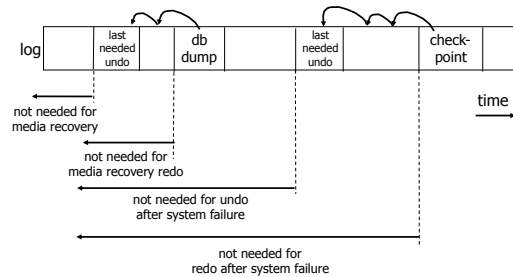 log
last
needed
undo
db
dump
last
needed
undo
check-
point
time
not needed for
media recovery
not needed for
media recovery redo
not needed for undo
after system failure
not needed for
redo after system failure